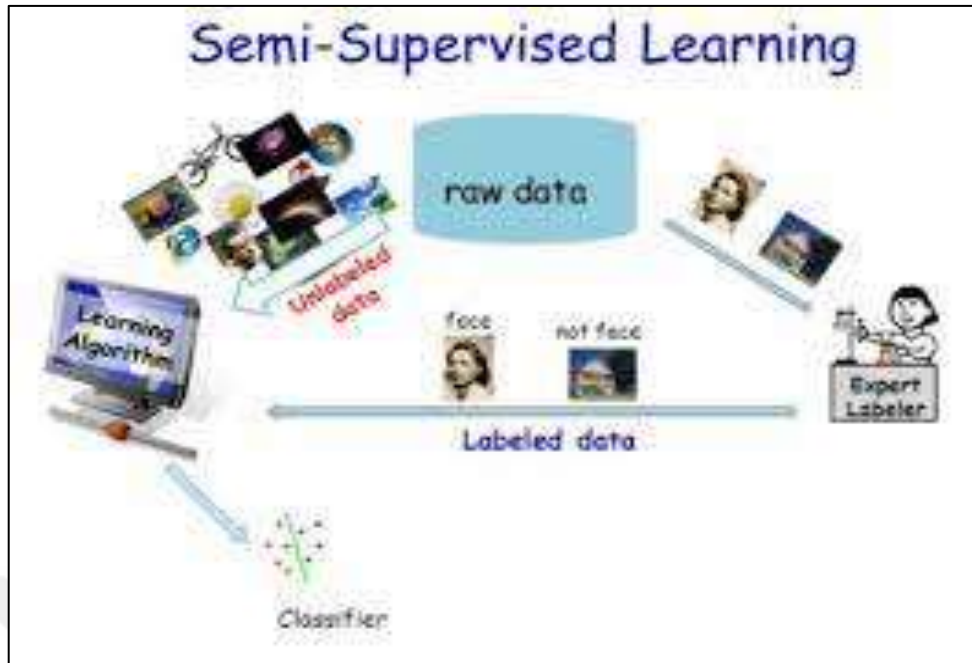 Semi-Supervised Learning
raw data
Unlabeled
data
Learning
Algorithm
face
not face
Expert
Labeler
Labeled data
Classifier